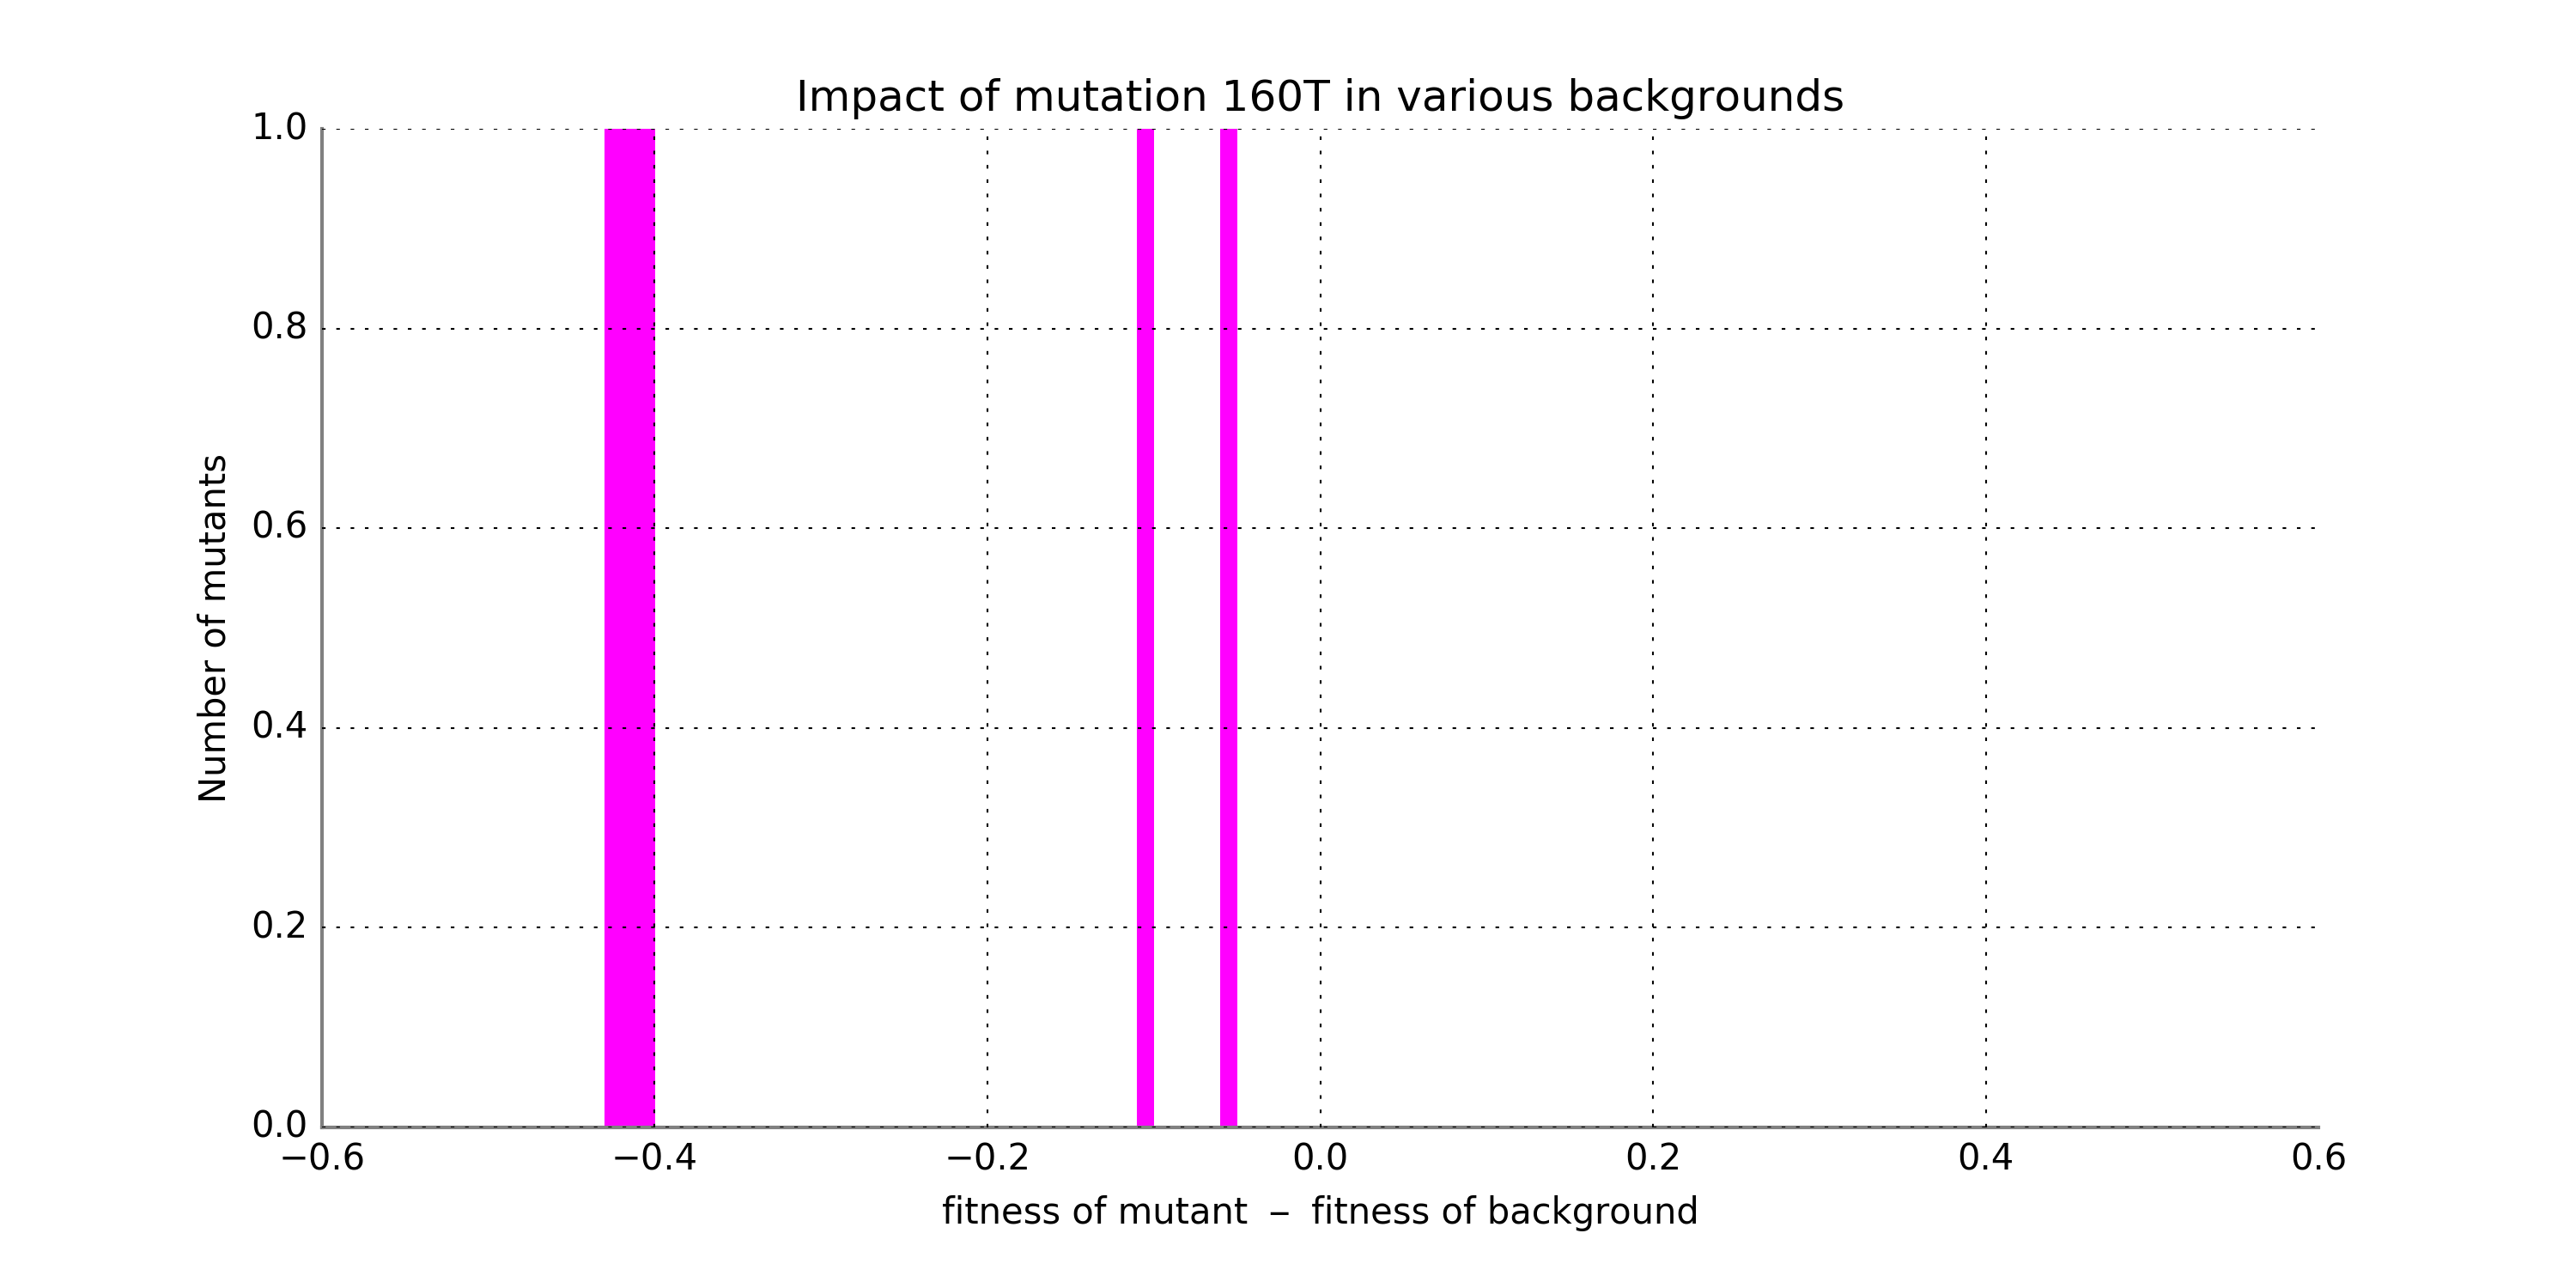 Impact of mutation 160T in various backgrounds
1.0
0.8
0.6
0.4
0.2
0.0
Number of mutants
−0.6 −0.4 −0.2 0.0 0.2 0.4 0.6
fitness of mutant − fitness of background